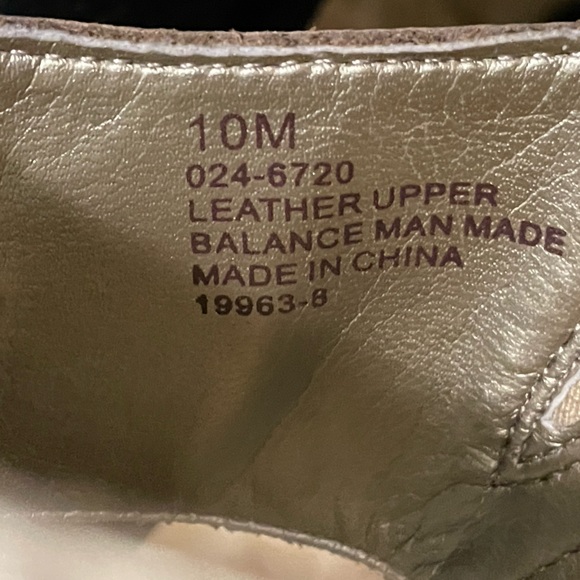 10M
024-6720
LEATHER UPPER
BALANCE MAN MADE
MADE IN CHINA
19963-8